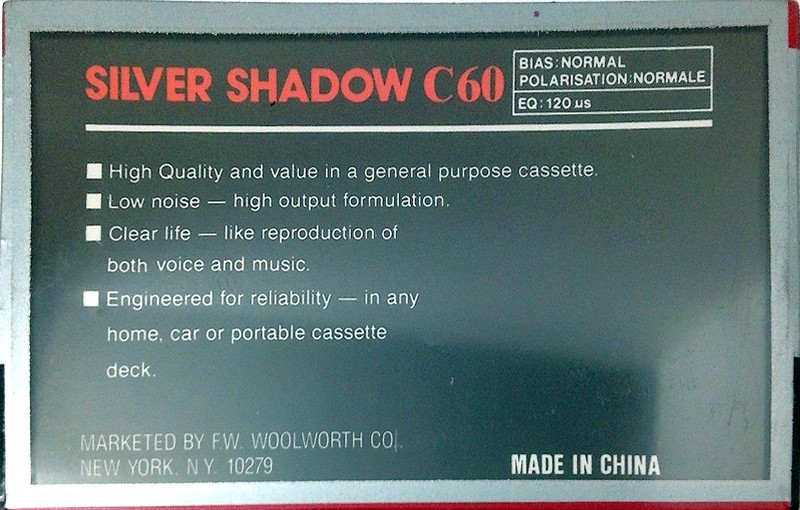 SILVER SHADOW C60
BIAS:NORMAL
POLARISATION:NORMALE
EQ: 120 µs
■ High Quality and value in a general purpose cassette.
■ Low noise — high output formulation.
■ Clear life — like reproduction of
both voice and music.
■ Engineered for reliability — in any
home, car or portable cassette
deck.
MARKETED BY F.W. WOOLWORTH CO.
NEW YORK, N.Y. 10279
MADE IN CHINA